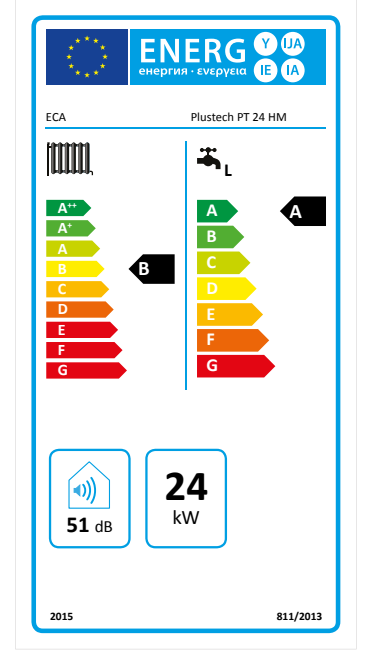 ENERG Y IJA
енергия · ενεργεια IE IA
ECA Plustech PT 24 HM
L
A++
A+
A
B
C
D
E
F
G
B
A
B
C
D
E
F
G
A
51 dB
24
kW
2015 811/2013